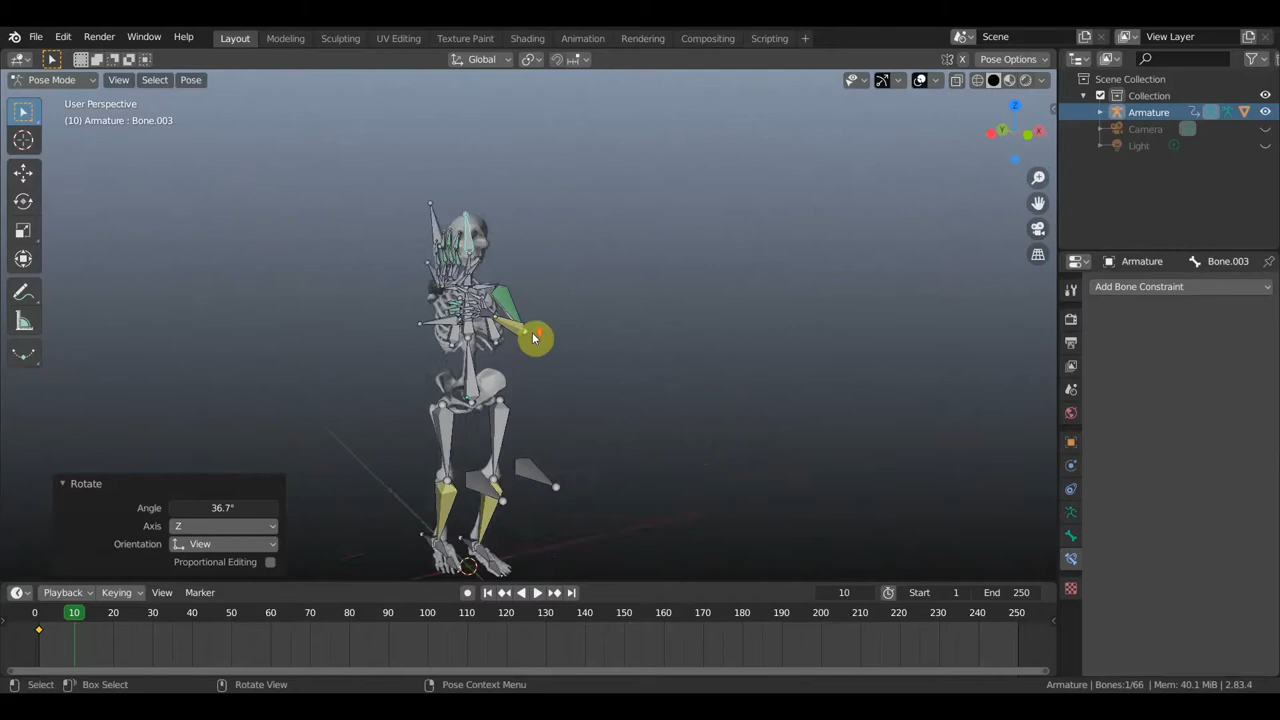 File Edit Render Window Help Layout Modeling Sculpting UV Editing Texture Paint Shading Animation Rendering Compositing Scripting + Scene View Layer
Global X Pose Options
Pose Mode View Select Pose
User Perspective
(10) Armature : Bone.003
Z
Y
X
Scene Collection
Collection
Armature
Camera
Light
Armature Bone.003
Add Bone Constraint
Rotate
Angle 36.7°
Axis Z
Orientation View
Proportional Editing
Playback Keying View Marker 10 Start 1 End 250
0 10 20 30 40 50 60 70 80 90 100 110 120 130 140 150 160 170 180 190 200 210 220 230 240 250
Select Box Select Rotate View Pose Context Menu Armature | Bones:1/66 | Mem: 40.1 MiB | 2.83.4